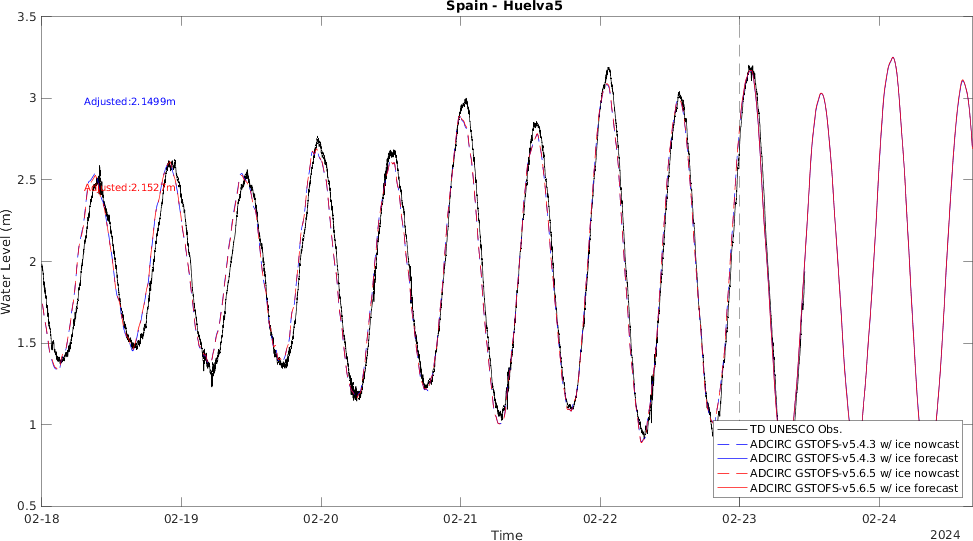 Spain - Huelva5
3.5
3
2.5
2
1.5
1
0.5
Water Level (m)
Adjusted:2.1499m
TD UNESCO Obs.
ADCIRC GSTOFS-v5.4.3 w/ ice nowcast
ADCIRC GSTOFS-v5.4.3 w/ ice forecast
ADCIRC GSTOFS-v5.6.5 w/ ice nowcast
ADCIRC GSTOFS-v5.6.5 w/ ice forecast
02-18 02-19 02-20 02-21 02-22 02-23 02-24
Time
2024